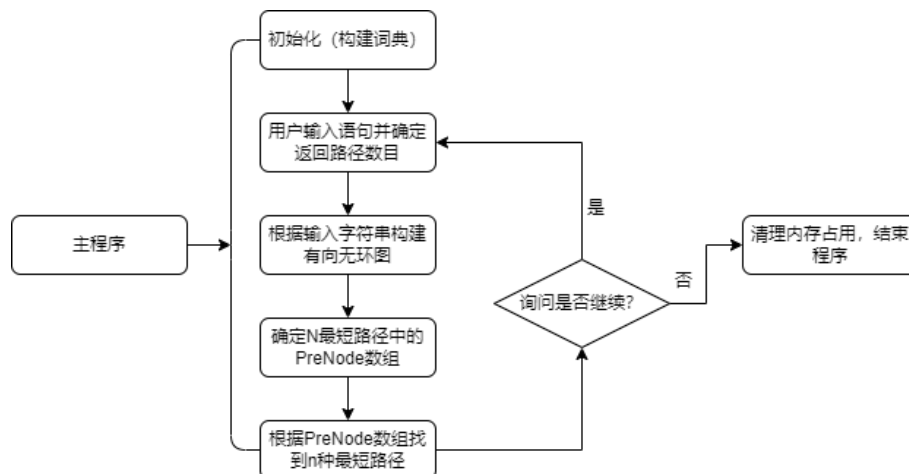 初始化（构建词典）
用户输入语句并确定
返回路径数目
根据输入字符串构建
有向无环图
确定N最短路径中的
PreNode数组
根据PreNode数组找
到n种最短路径
主程序
询问是否继续？
是
否
清理内存占用，结束
程序